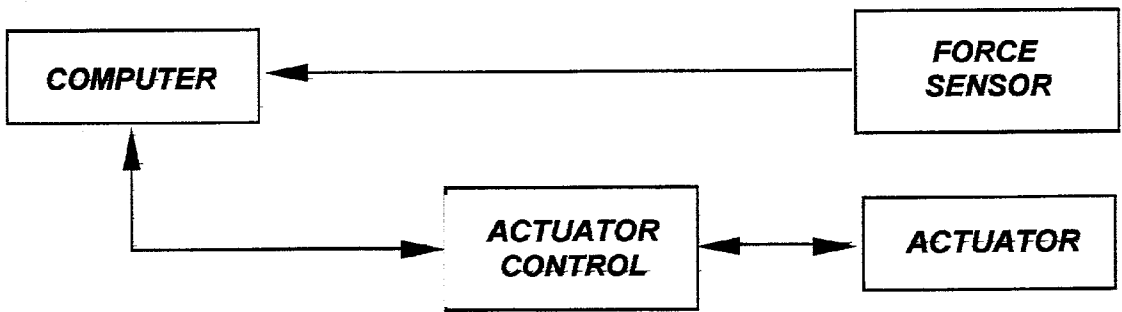 COMPUTER
FORCE
SENSOR
ACTUATOR
CONTROL
ACTUATOR